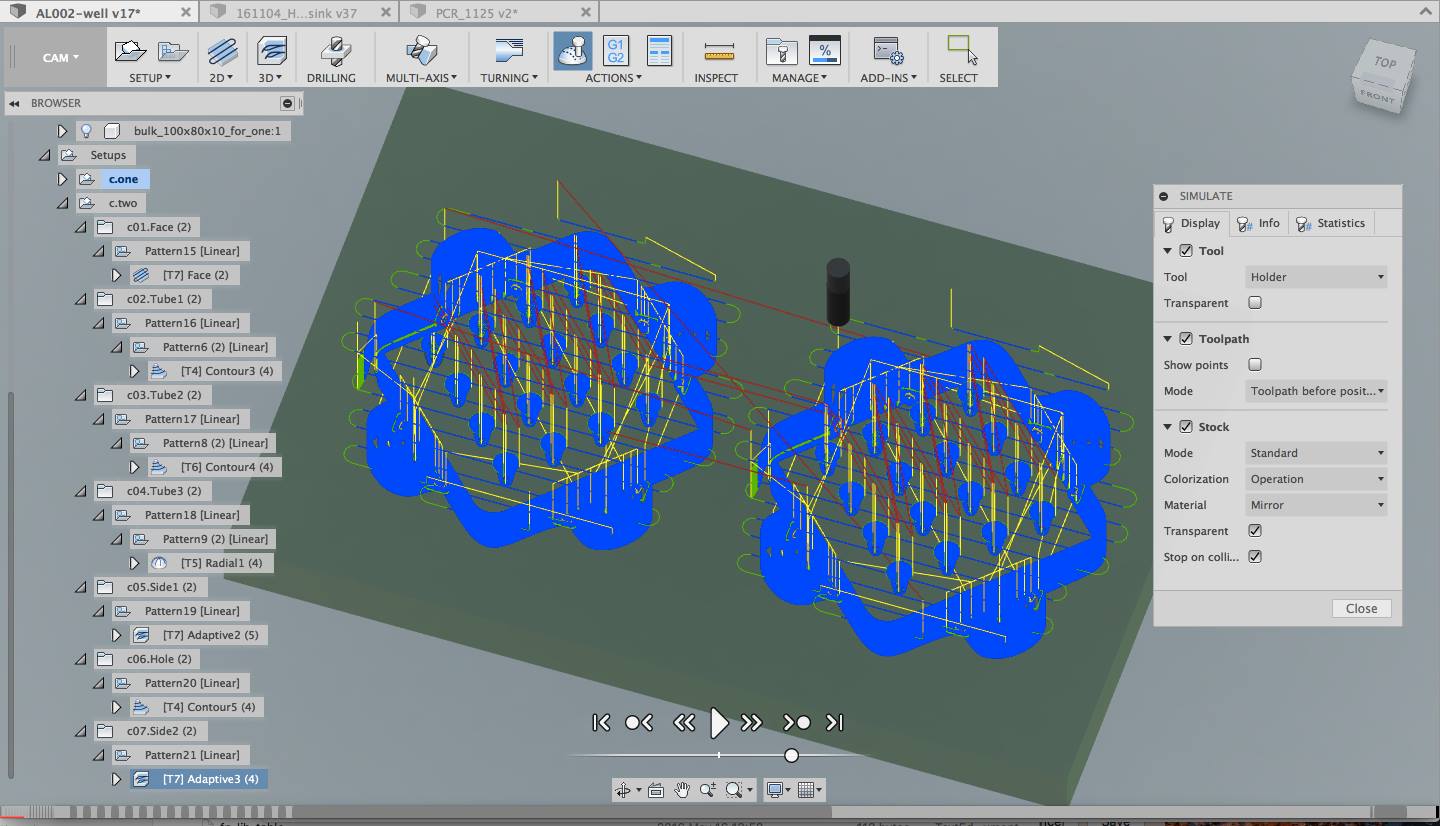 AL002-well v17*
161104_H...sink v37
PCR_1125 v2*
CAM
SETUP
2D
3D
DRILLING
MULTI-AXIS
TURNING
G1
G2
ACTIONS
INSPECT
%
MANAGE
ADD-INS
SELECT
TOP
FRONT
BROWSER
bulk_100x80x10_for_one:1
Setups
c.one
c.two
c01.Face (2)
Pattern15 [Linear]
[T7] Face (2)
c02.Tube1 (2)
Pattern16 [Linear]
Pattern6 (2) [Linear]
[T4] Contour3 (4)
c03.Tube2 (2)
Pattern17 [Linear]
Pattern8 (2) [Linear]
[T6] Contour4 (4)
c04.Tube3 (2)
Pattern18 [Linear]
Pattern9 (2) [Linear]
[T5] Radial1 (4)
c05.Side1 (2)
Pattern19 [Linear]
[T7] Adaptive2 (5)
c06.Hole (2)
Pattern20 [Linear]
[T4] Contour5 (4)
c07.Side2 (2)
Pattern21 [Linear]
[T7] Adaptive3 (4)
SIMULATE
Display
Info
Statistics
Tool
Tool Holder
Transparent
Toolpath
Show points
Mode Toolpath before posit...
Stock
Mode Standard
Colorization Operation
Material Mirror
Transparent
Stop on colli...
Close